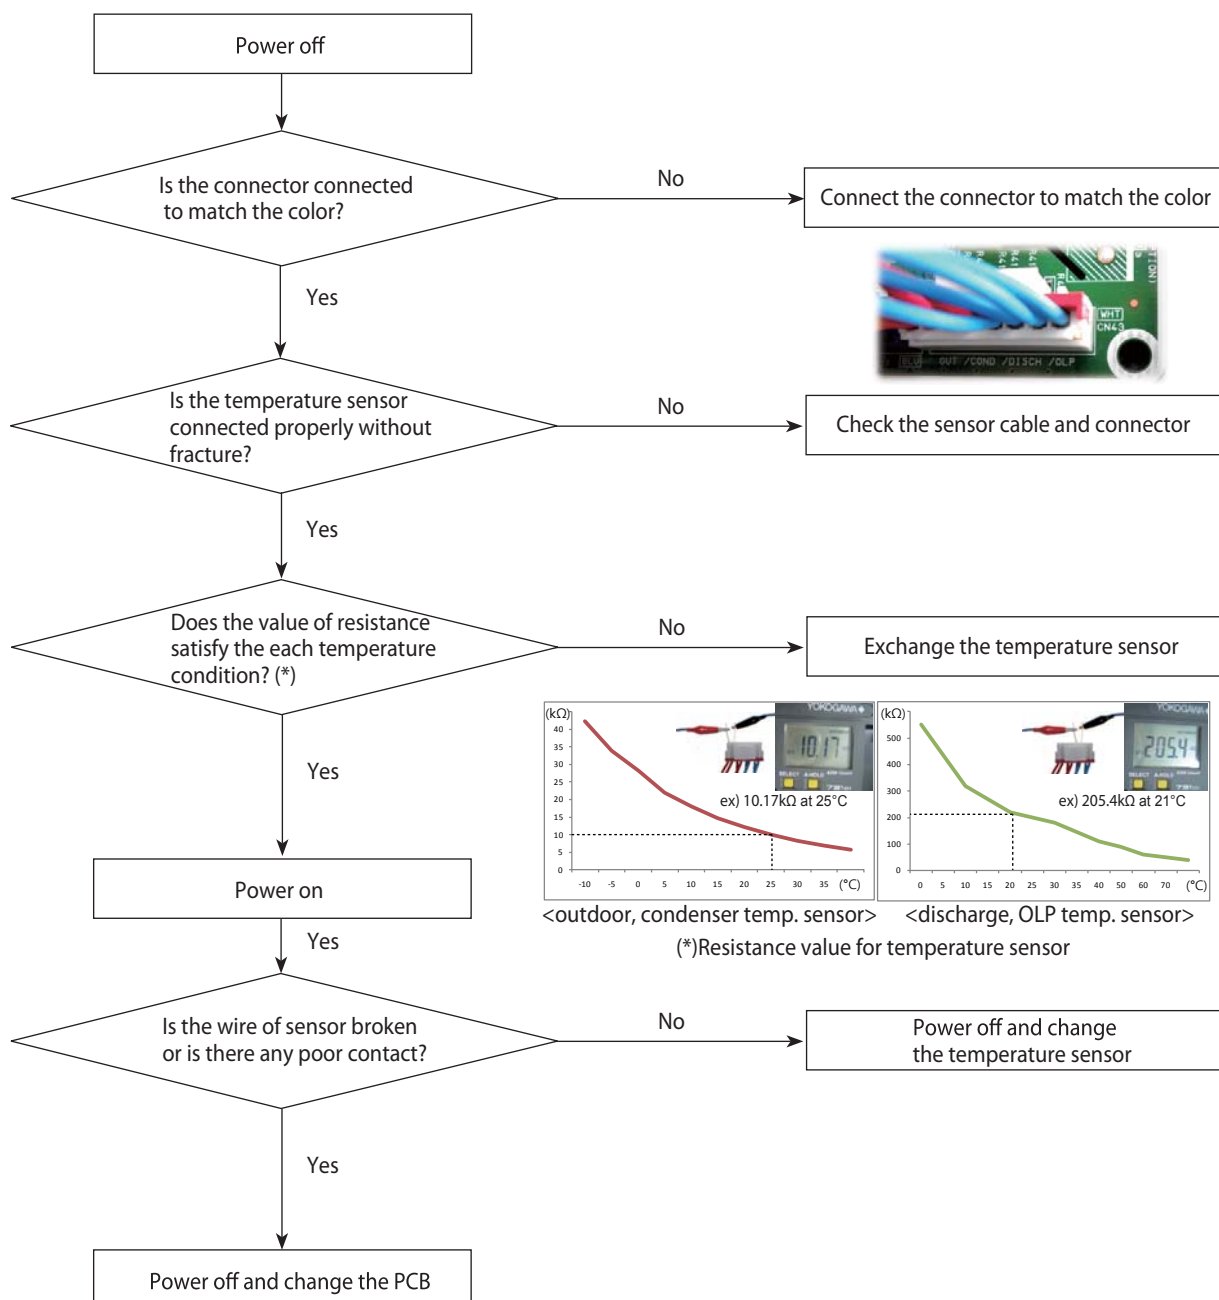 Power off
Is the connector connected
to match the color?
No
Connect the connector to match the color
WHT
CN43
OUT /COND /DISCH /OLP
Yes
Is the temperature sensor
connected properly without
fracture?
No
Check the sensor cable and connector
Yes
Does the value of resistance
satisfy the each temperature
condition? (*)
No
Exchange the temperature sensor
Yes
(kΩ)
40
35
30
25
20
15
10
5
0
-10 -5 0 5 10 15 20 25 30 35 (°C)
YOKOGAWA
10.17
SELECT A-HOLD
ex) 10.17kΩ at 25°C
<outdoor, condenser temp. sensor>
(kΩ)
500
400
300
200
100
0
0 5 10 15 20 30 40 50 60 70 (°C)
YOKOGAWA
205.4
SELECT A-HOLD
ex) 205.4kΩ at 21°C
<discharge, OLP temp. sensor>
(*)Resistance value for temperature sensor
Power on
Yes
Is the wire of sensor broken
or is there any poor contact?
No
Power off and change
the temperature sensor
Yes
Power off and change the PCB